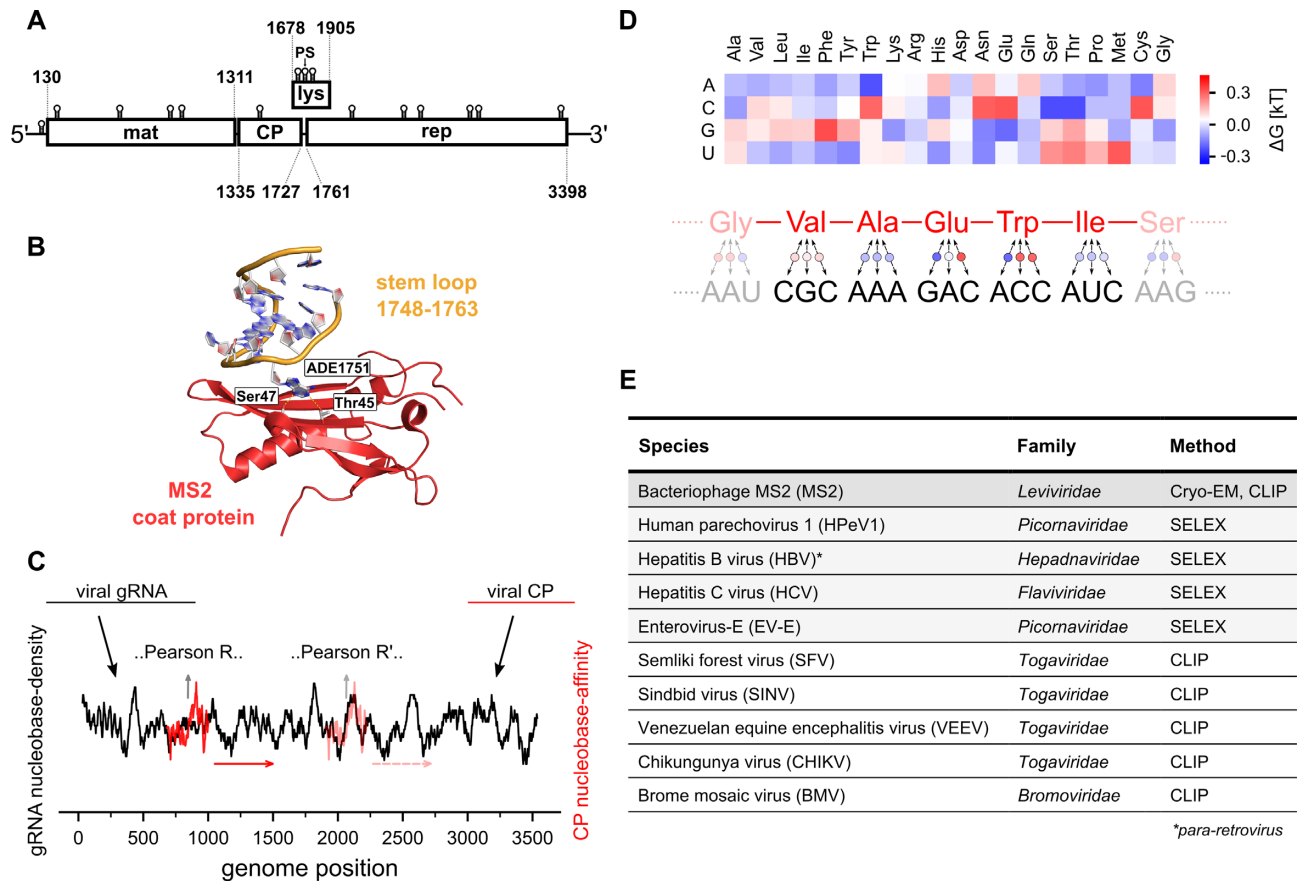 A
1678 1905
PS
lys
130 1311
5' mat CP rep 3'
1335 1727 1761 3398
B
stem loop
1748-1763
ADE1751
Ser47
Thr45
MS2
coat protein
C
viral gRNA viral CP
..Pearson R.. ..Pearson R'..
gRNA nucleobase-density
CP nucleobase-affinity
0 500 1000 1500 2000 2500 3000 3500
genome position
D
Ala Val Leu Ile Phe Tyr Trp Lys Arg His Asp Asn Glu Gln Ser Thr Pro Met Cys Gly
A
C
G
U
0.3
0.0
-0.3
ΔG [kT]
Gly Val Ala Glu Trp Ile Ser
AAU CGC AAA GAC ACC AUC AAG
E
Species Family Method
Bacteriophage MS2 (MS2) Leviviridae Cryo-EM, CLIP
Human parechovirus 1 (HPeV1) Picornaviridae SELEX
Hepatitis B virus (HBV)* Hepadnaviridae SELEX
Hepatitis C virus (HCV) Flaviviridae SELEX
Enterovirus-E (EV-E) Picornaviridae SELEX
Semliki forest virus (SFV) Togaviridae CLIP
Sindbid virus (SINV) Togaviridae CLIP
Venezuelan equine encephalitis virus (VEEV) Togaviridae CLIP
Chikungunya virus (CHIKV) Togaviridae CLIP
Brome mosaic virus (BMV) Bromoviridae CLIP
*para-retrovirus